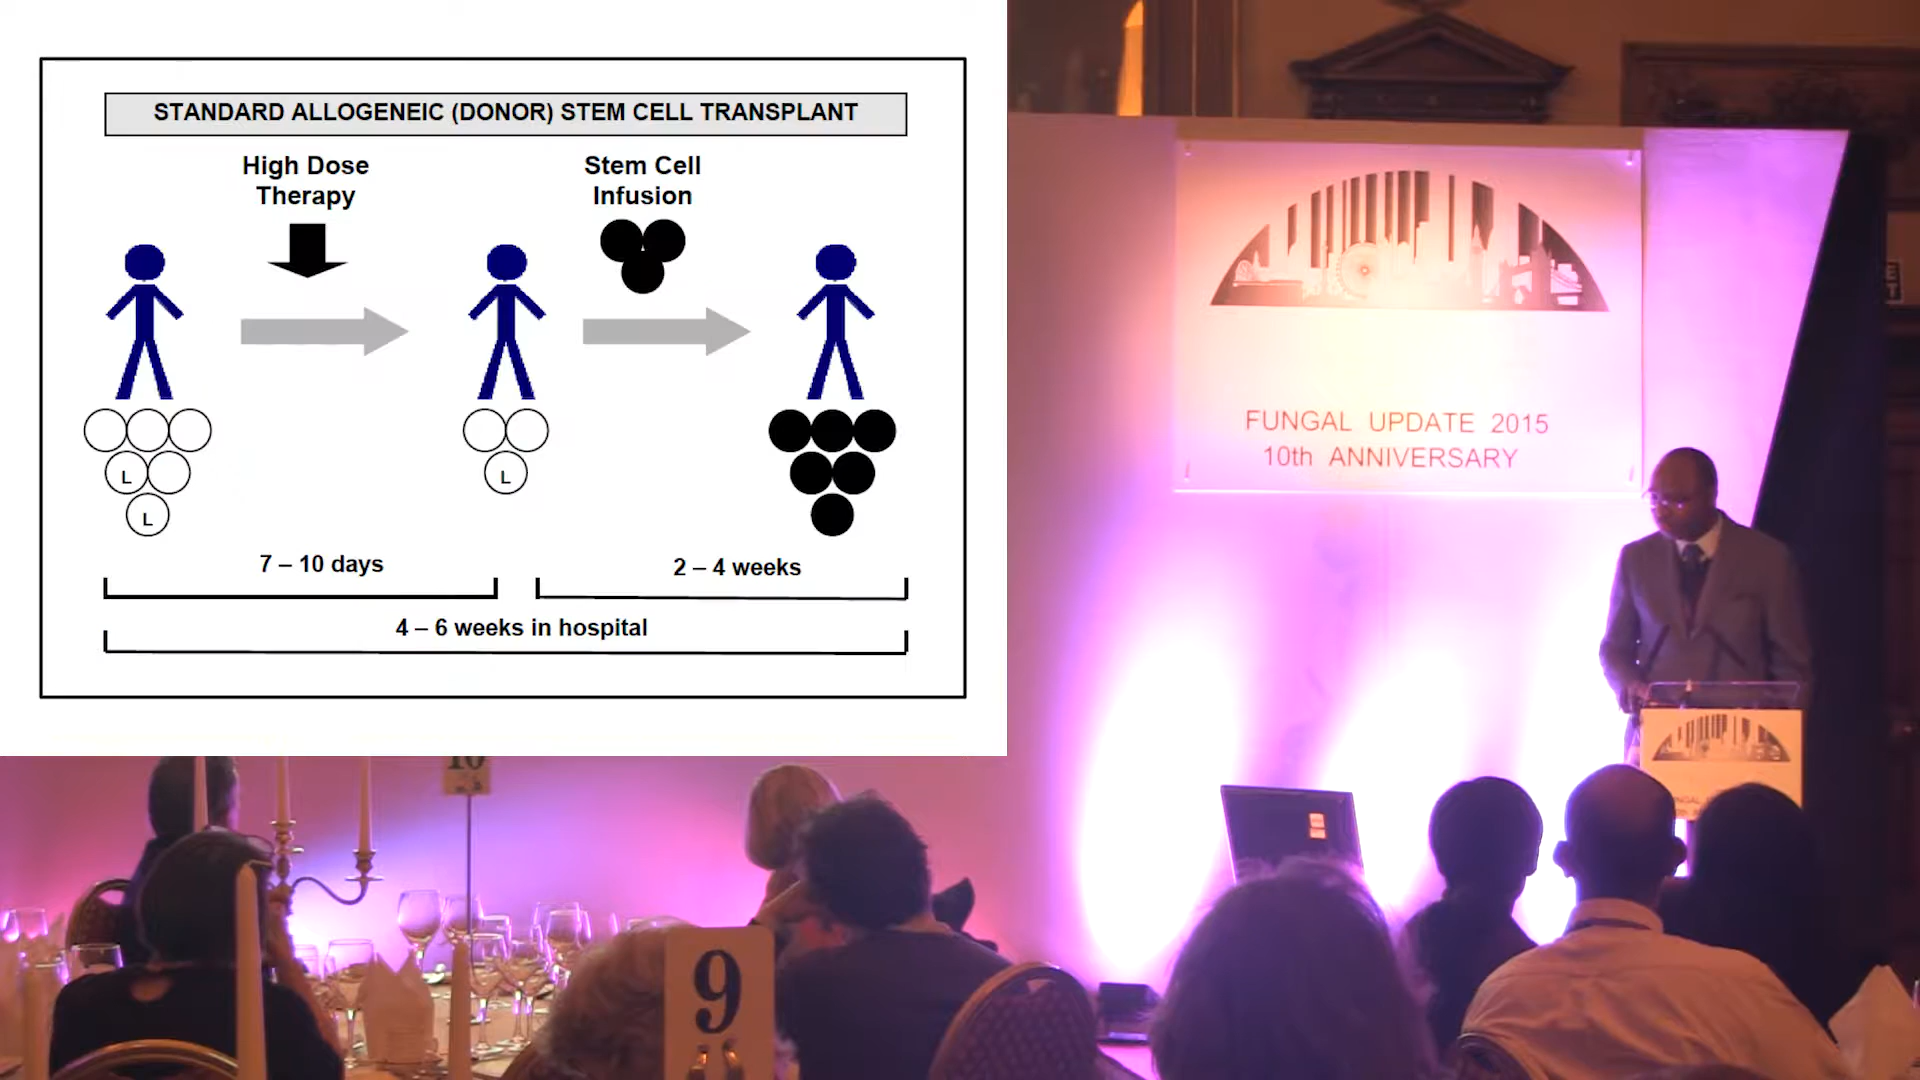 STANDARD ALLOGENEIC (DONOR) STEM CELL TRANSPLANT
High Dose
Therapy
Stem Cell
Infusion
L
L
L
7 – 10 days
2 – 4 weeks
4 – 6 weeks in hospital
FUNGAL UPDATE 2015
10th ANNIVERSARY
10
9